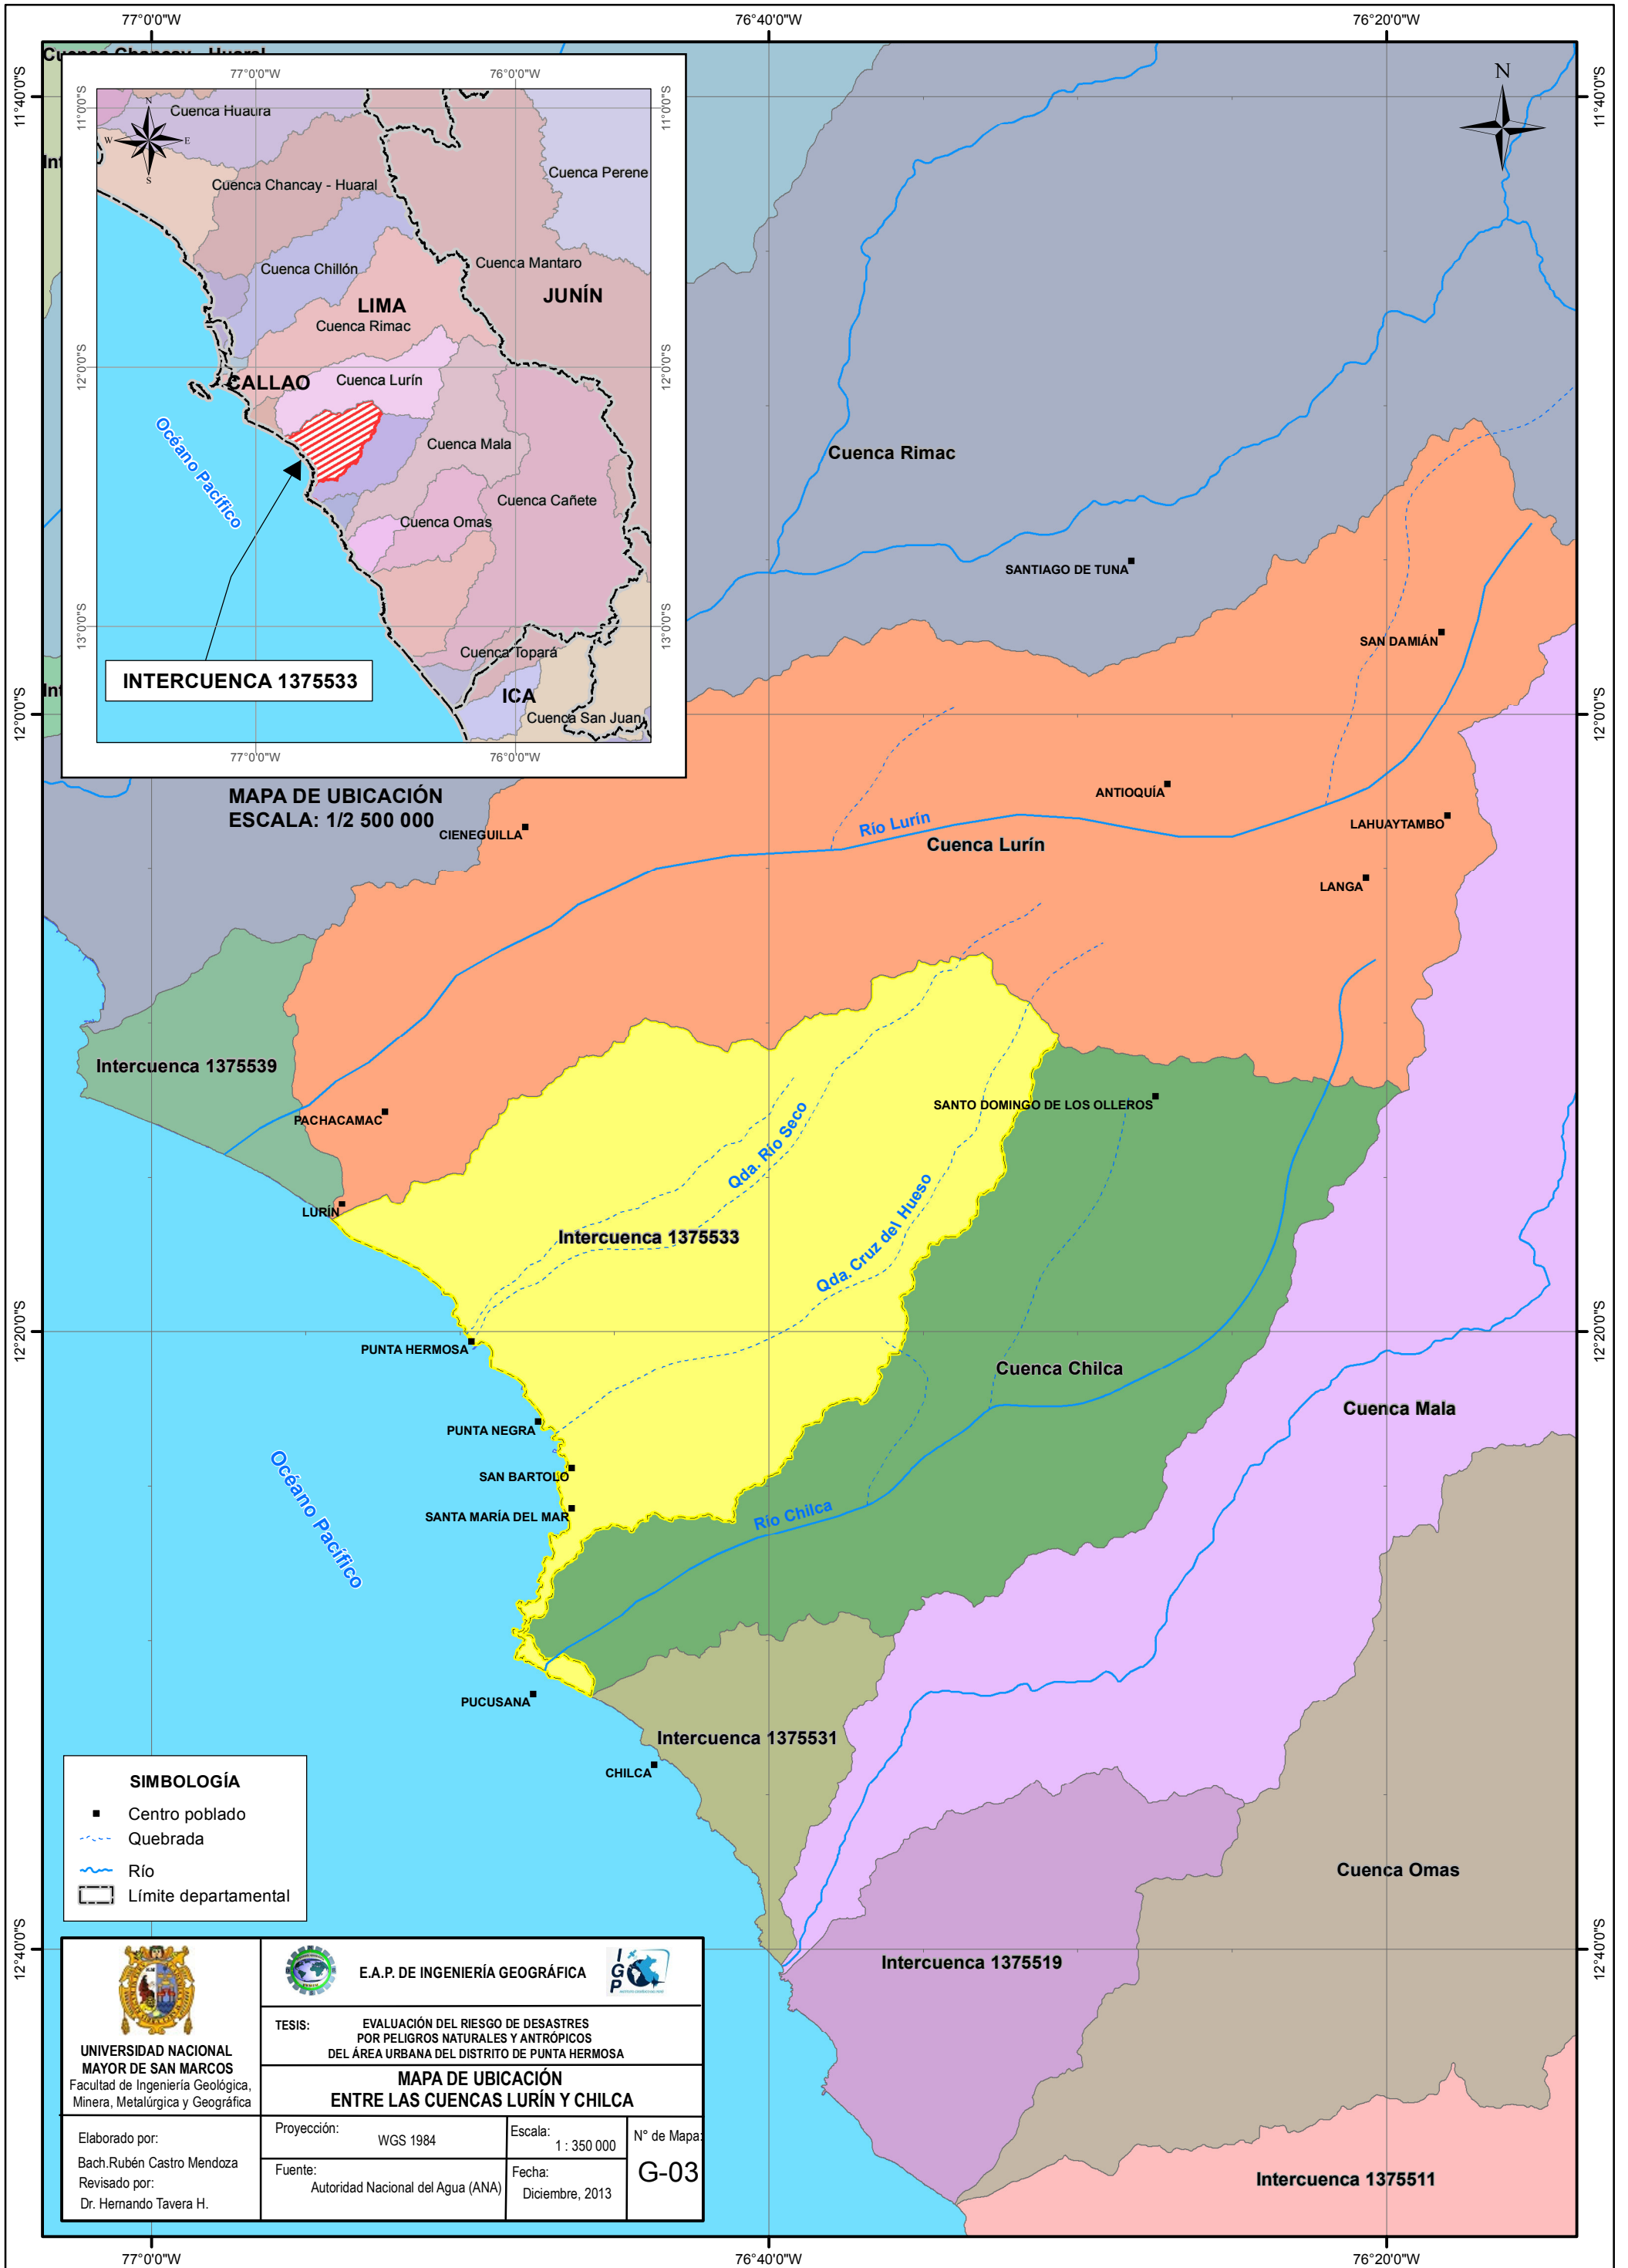 77°0'0"W
76°40'0"W
76°20'0"W
11°40'0"S
12°0'0"S
12°20'0"S
12°40'0"S
11°40'0"S
12°0'0"S
12°20'0"S
12°40'0"S
77°0'0"W
76°40'0"W
76°20'0"W
N
77°0'0"W
76°0'0"W
11°0'0"S
12°0'0"S
13°0'0"S
11°0'0"S
12°0'0"S
13°0'0"S
77°0'0"W
76°0'0"W
N
W
E
S
Cuenca Huaura
Cuenca Chancay - Huaral
Cuenca Perene
Cuenca Chillón
Cuenca Mantaro
JUNÍN
LIMA
Cuenca Rimac
CALLAO
Cuenca Lurín
Océano Pacífico
Cuenca Mala
Cuenca Cañete
Cuenca Omas
Cuenca Topará
ICA
Cuenca San Juan
INTERCUENCA 1375533
MAPA DE UBICACIÓN
ESCALA: 1/2 500 000
Cuenca Chancay - Huaral
Int
Int
Cuenca Rimac
SANTIAGO DE TUNA
SAN DAMIÁN
ANTIOQUÍA
LAHUAYTAMBO
LANGA
CIENEGUILLA
Río Lurín
Cuenca Lurín
Intercuenca 1375539
PACHACAMAC
LURÍN
SANTO DOMINGO DE LOS OLLEROS
Qda. Río Seco
Qda. Cruz del Hueso
Intercuenca 1375533
PUNTA HERMOSA
PUNTA NEGRA
SAN BARTOLO
SANTA MARÍA DEL MAR
Cuenca Chilca
Río Chilca
Cuenca Mala
Océano Pacífico
PUCUSANA
CHILCA
Intercuenca 1375531
Cuenca Omas
Intercuenca 1375519
Intercuenca 1375511
SIMBOLOGÍA
Centro poblado
Quebrada
Río
Límite departamental
UNIVERSIDAD NACIONAL
MAYOR DE SAN MARCOS
Facultad de Ingeniería Geológica,
Minera, Metalúrgica y Geográfica
E.A.P. DE INGENIERÍA GEOGRÁFICA
IGP
TESIS: EVALUACIÓN DEL RIESGO DE DESASTRES
POR PELIGROS NATURALES Y ANTRÓPICOS
DEL ÁREA URBANA DEL DISTRITO DE PUNTA HERMOSA
MAPA DE UBICACIÓN
ENTRE LAS CUENCAS LURÍN Y CHILCA
Elaborado por:
Bach.Rubén Castro Mendoza
Revisado por:
Dr. Hernando Tavera H.
Proyección:
WGS 1984
Escala:
1 : 350 000
N° de Mapa:
G-03
Fuente:
Autoridad Nacional del Agua (ANA)
Fecha:
Diciembre, 2013